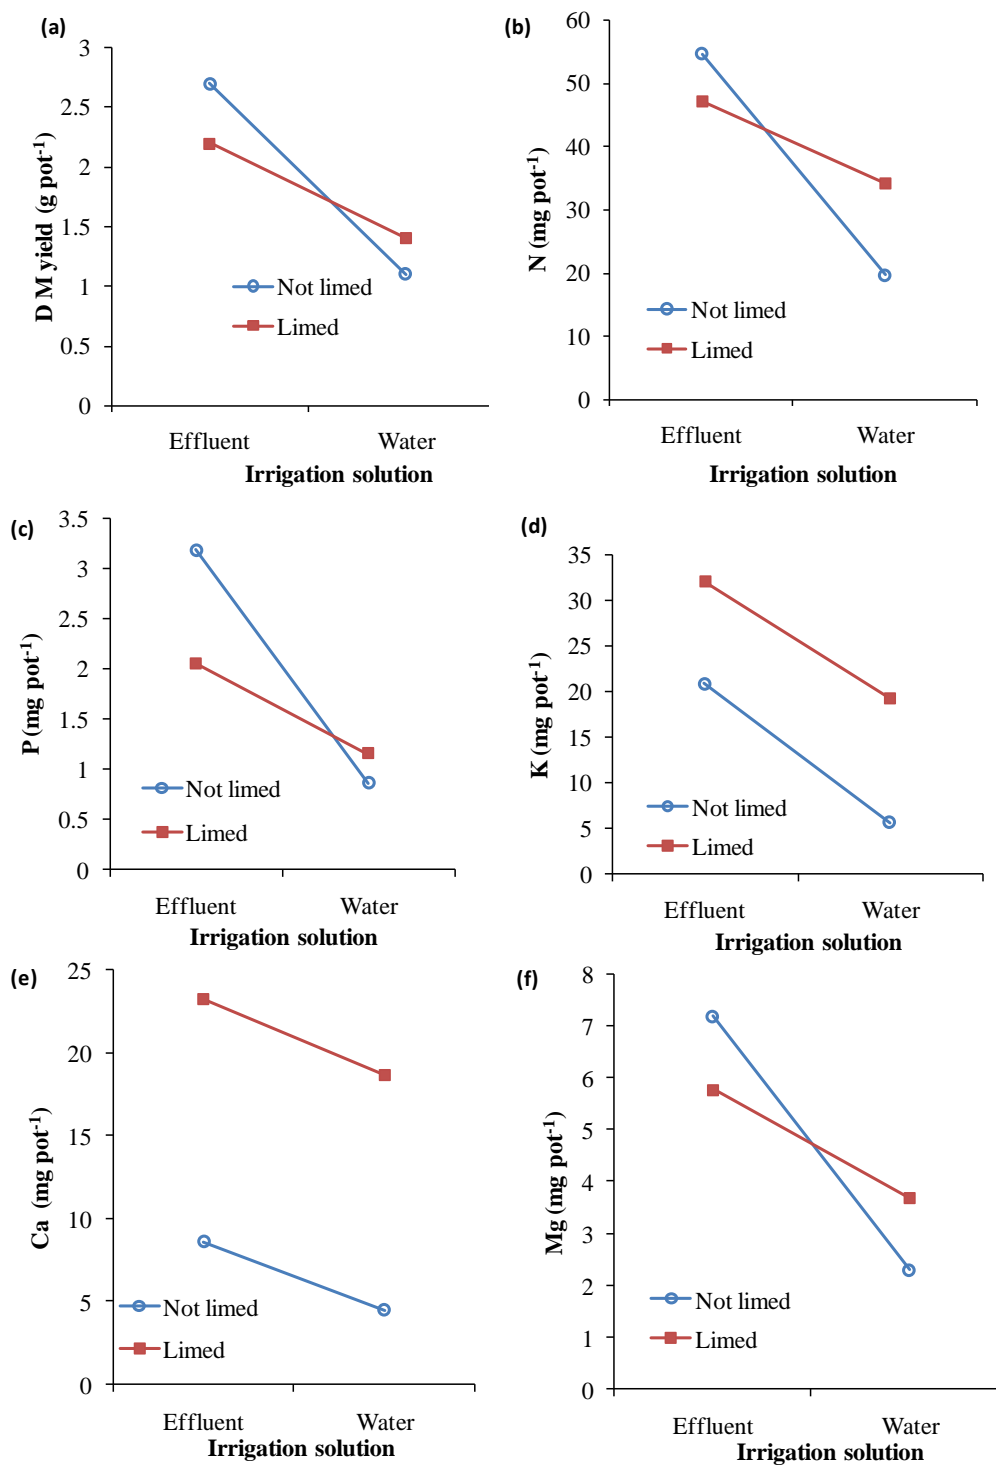 (a)
D M yield (g pot-1)
3
2.5
2
1.5
1
0.5
0
Not limed
Limed
Effluent Water
Irrigation solution
(b)
N (mg pot-1)
60
50
40
30
20
10
0
Not limed
Limed
Effluent Water
Irrigation solution
(c)
P (mg pot-1)
3.5
3
2.5
2
1.5
1
0.5
0
Not limed
Limed
Effluent Water
Irrigation solution
(d)
K (mg pot-1)
35
30
25
20
15
10
5
0
Not limed
Limed
Effluent Water
Irrigation solution
(e)
Ca (mg pot-1)
25
20
15
10
5
0
Not limed
Limed
Effluent Water
Irrigation solution
(f)
Mg (mg pot-1)
8
7
6
5
4
3
2
1
0
Not limed
Limed
Effluent Water
Irrigation solution